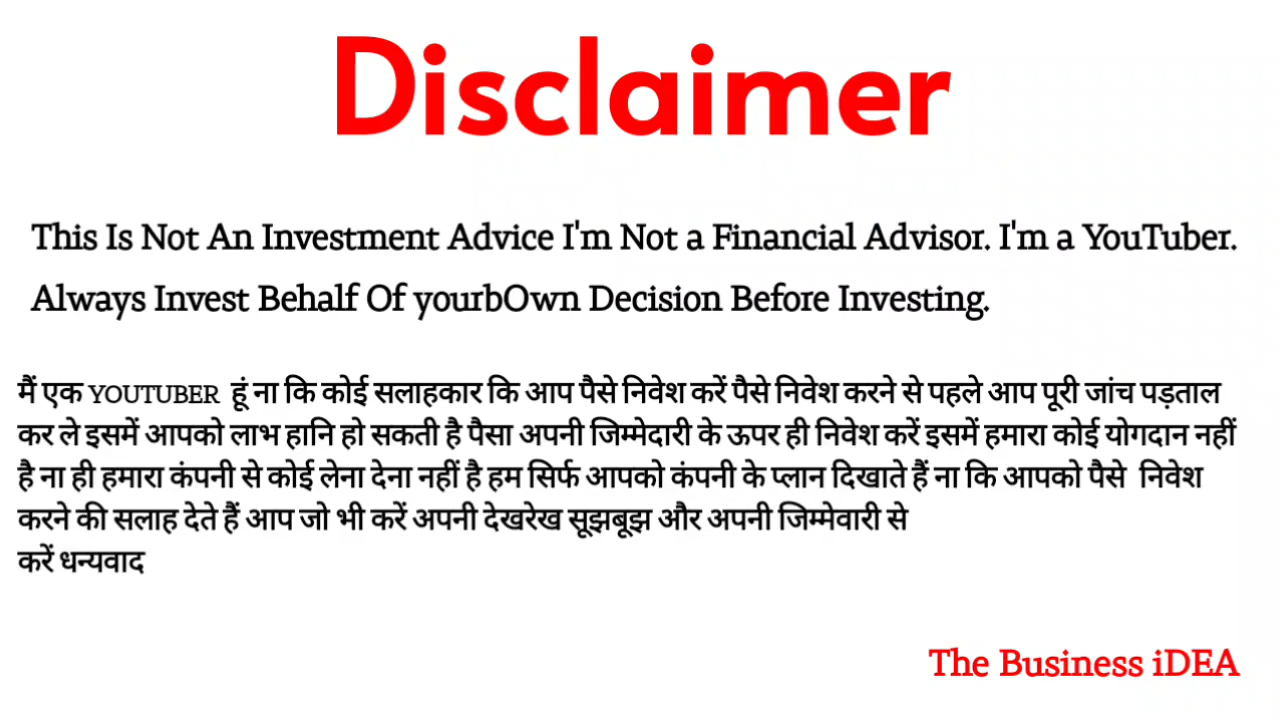 Disclaimer
This Is Not An Investment Advice I'm Not a Financial Advisor. I'm a YouTuber.
Always Invest Behalf Of yourbOwn Decision Before Investing.
मैं एक YOUTUBER हूं ना कि कोई सलाहकार कि आप पैसे निवेश करें पैसे निवेश करने से पहले आप पूरी जांच पड़ताल
कर ले इसमें आपको लाभ हानि हो सकती है पैसा अपनी जिम्मेदारी के ऊपर ही निवेश करें इसमें हमारा कोई योगदान नहीं
है ना ही हमारा कंपनी से कोई लेना देना नहीं है हम सिर्फ आपको कंपनी के प्लान दिखाते हैं ना कि आपको पैसे निवेश
करने की सलाह देते हैं आप जो भी करें अपनी देखरेख सूझबूझ और अपनी जिम्मेवारी से
करें धन्यवाद
The Business iDEA